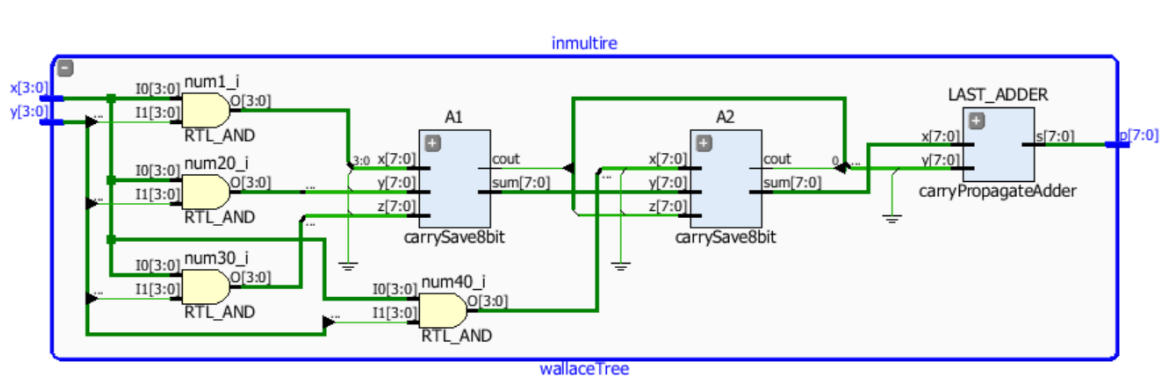 inmultire
x[3:0]
y[3:0]
num1_i
I0[3:0]
I1[3:0]
O[3:0]
RTL_AND
...
num20_i
I0[3:0]
I1[3:0]
O[3:0]
RTL_AND
...
num30_i
I0[3:0]
I1[3:0]
O[3:0]
RTL_AND
...
num40_i
I0[3:0]
I1[3:0]
O[3:0]
RTL_AND
...
A1
3:0
x[7:0]
y[7:0]
z[7:0]
cout
sum[7:0]
carrySave8bit
...
...
A2
x[7:0]
y[7:0]
z[7:0]
cout
sum[7:0]
carrySave8bit
...
0
...
LAST_ADDER
x[7:0]
y[7:0]
s[7:0]
carryPropagateAdder
p[7:0]
wallaceTree